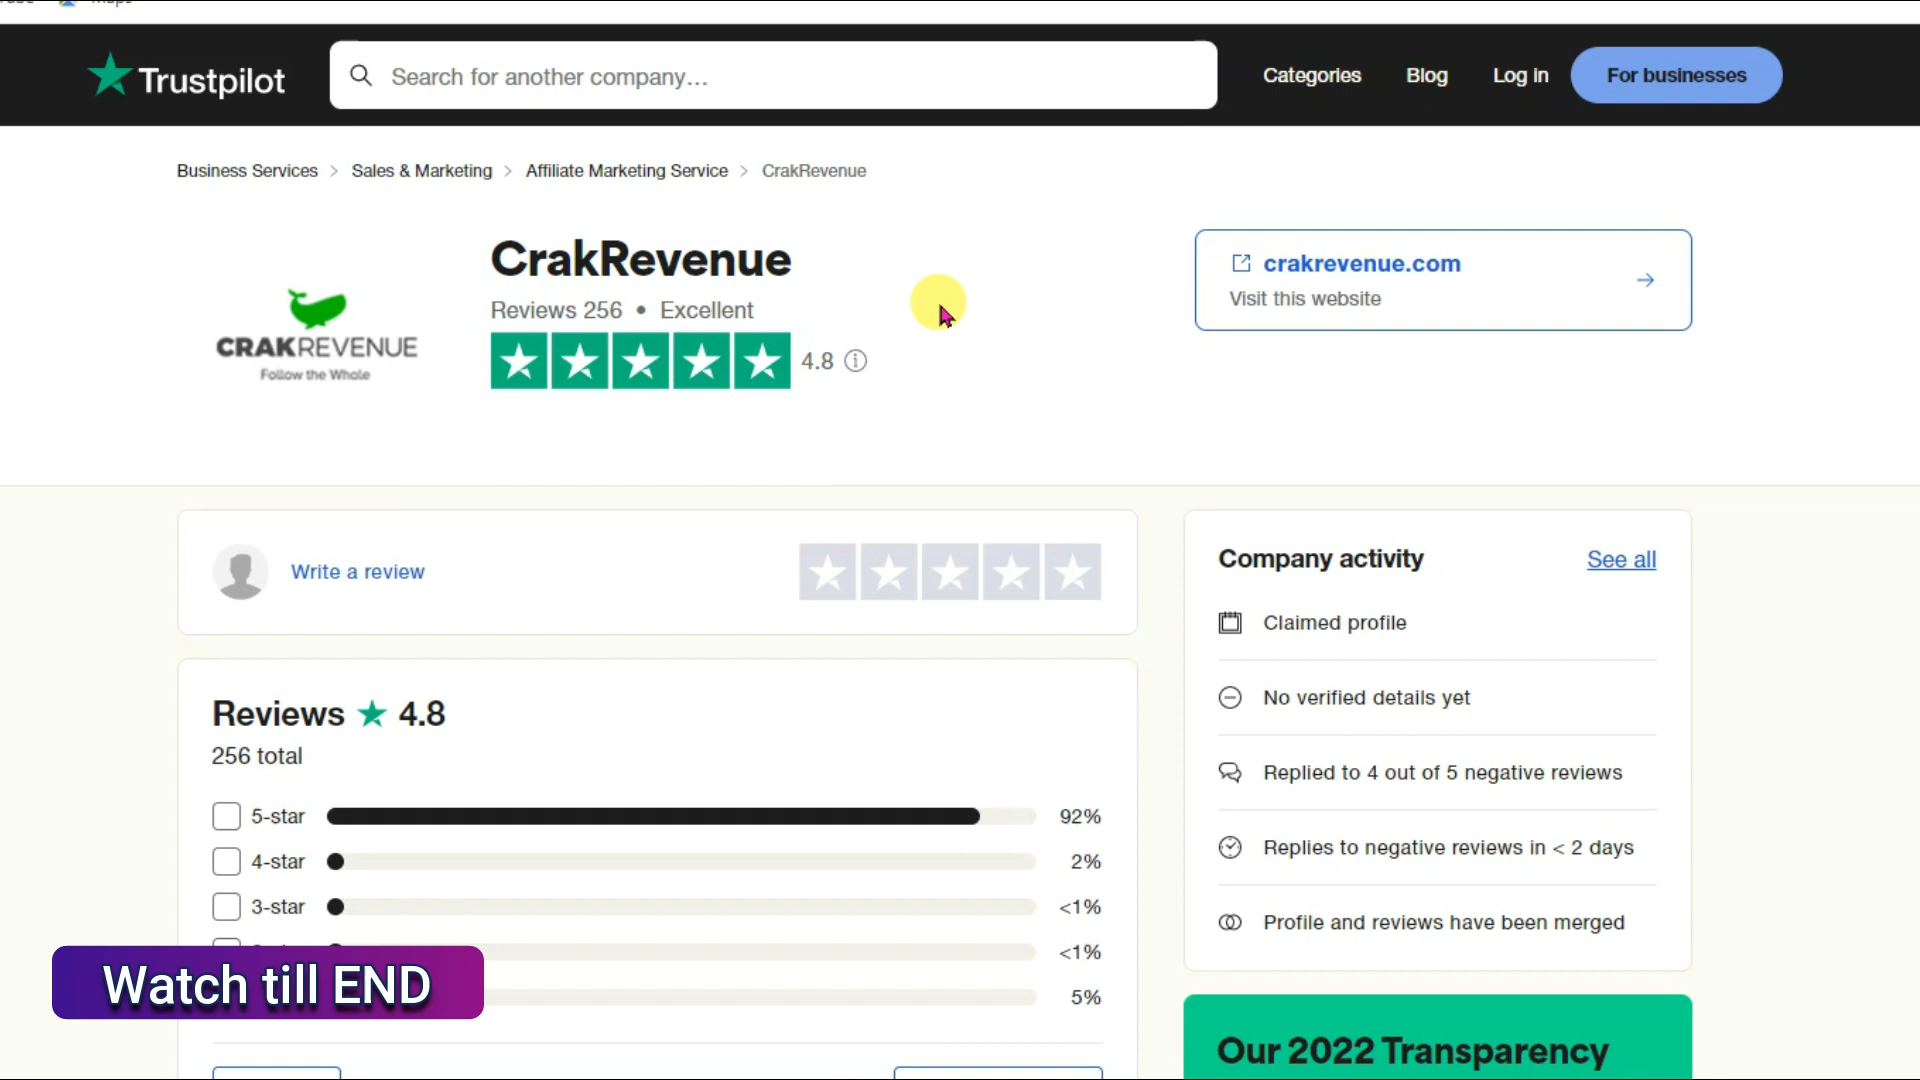 Maps
Trustpilot
Search for another company…
Categories
Blog
Log in
For businesses
Business Services > Sales & Marketing > Affiliate Marketing Service > CrakRevenue
CrakRevenue
Reviews 256 • Excellent
4.8
CRAKREVENUE
Follow the Whale
crakrevenue.com
Visit this website
Write a review
Reviews ★ 4.8
256 total
5-star 92%
4-star 2%
3-star <1%
<1%
5%
Watch till END
Company activity
See all
Claimed profile
No verified details yet
Replied to 4 out of 5 negative reviews
Replies to negative reviews in < 2 days
Profile and reviews have been merged
Our 2022 Transparency